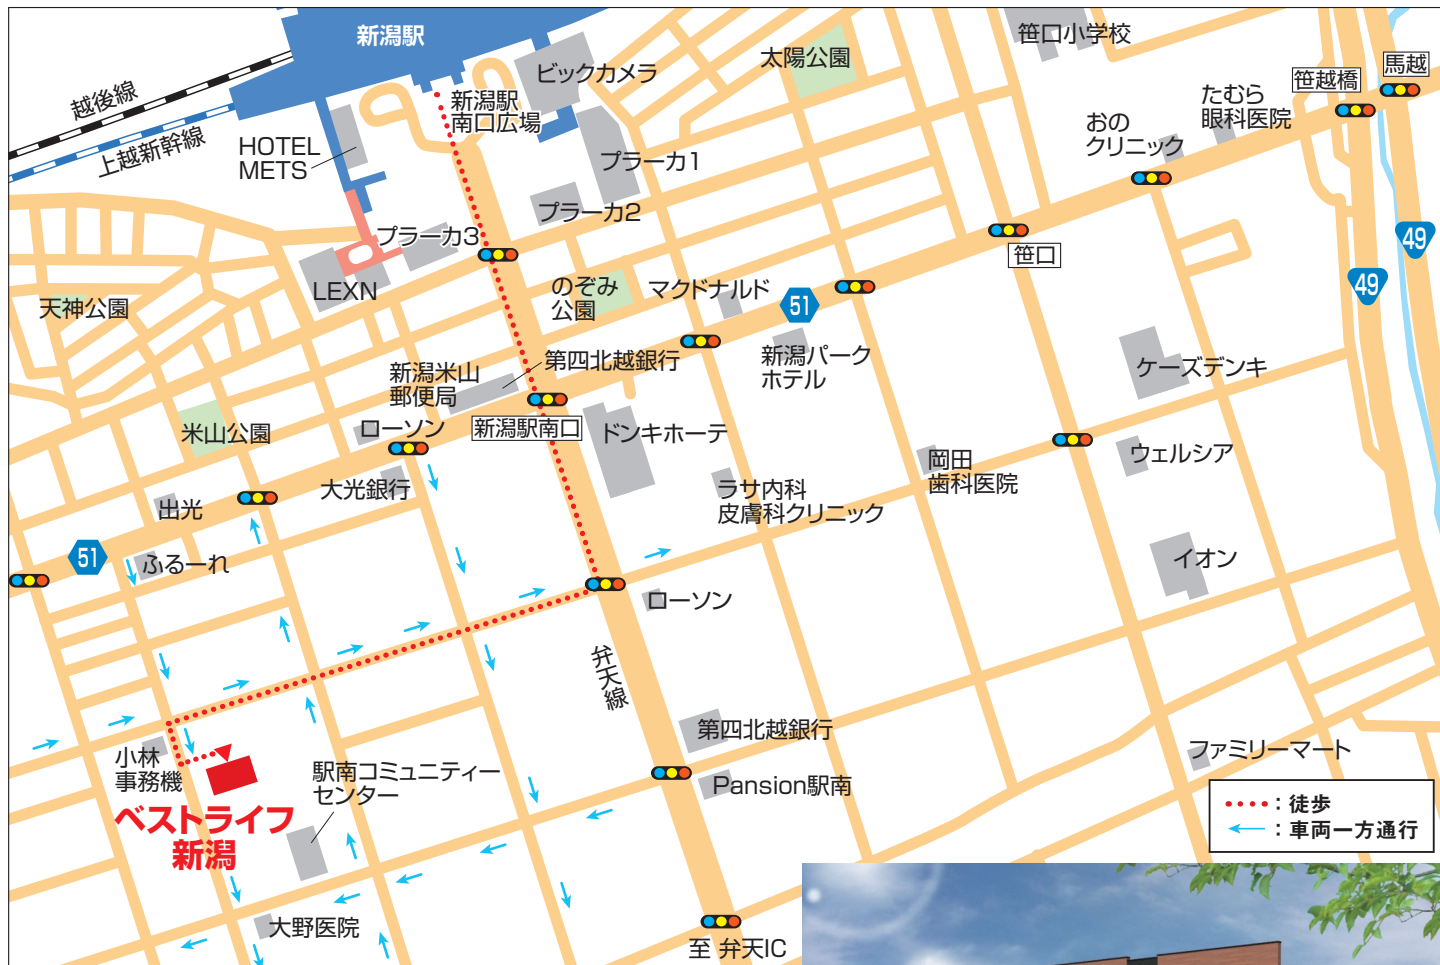 新潟駅
越後線
上越新幹線
HOTEL
METS
新潟駅
南口広場
ビックカメラ
太陽公園
笹口小学校
笹越橋
馬越
たむら
眼科医院
おの
クリニック
プラーカ1
プラーカ2
プラーカ3
LEXN
天神公園
のぞみ
公園
マクドナルド
51
笹口
49
49
新潟パーク
ホテル
第四北越銀行
新潟米山
郵便局
ローソン
新潟駅南口
ドンキホーテ
米山公園
大光銀行
出光
51
ふるーれ
ケーズデンキ
ウェルシア
岡田
歯科医院
ラサ内科
皮膚科クリニック
イオン
ローソン
弁天線
第四北越銀行
Pansion駅南
ファミリーマート
小林
事務機
駅南コミュニティー
センター
ベストライフ
新潟
大野医院
至 弁天IC
：徒歩
：車両一方通行